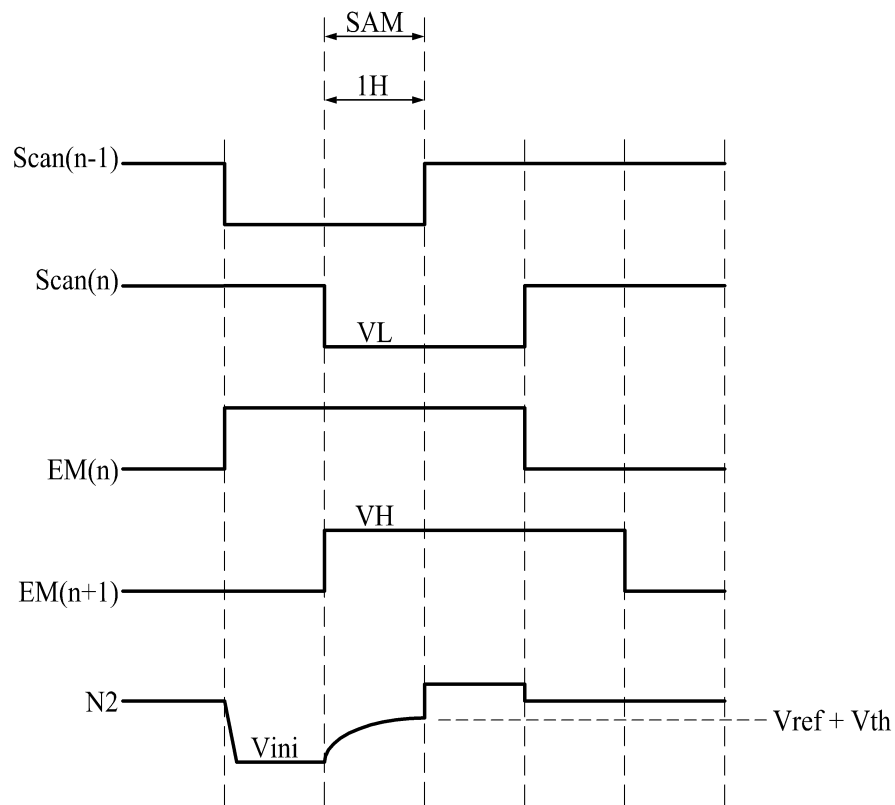 SAM
1H
Scan(n-1)
Scan(n)
VL
EM(n)
VH
EM(n+1)
N2
Vini
Vref + Vth